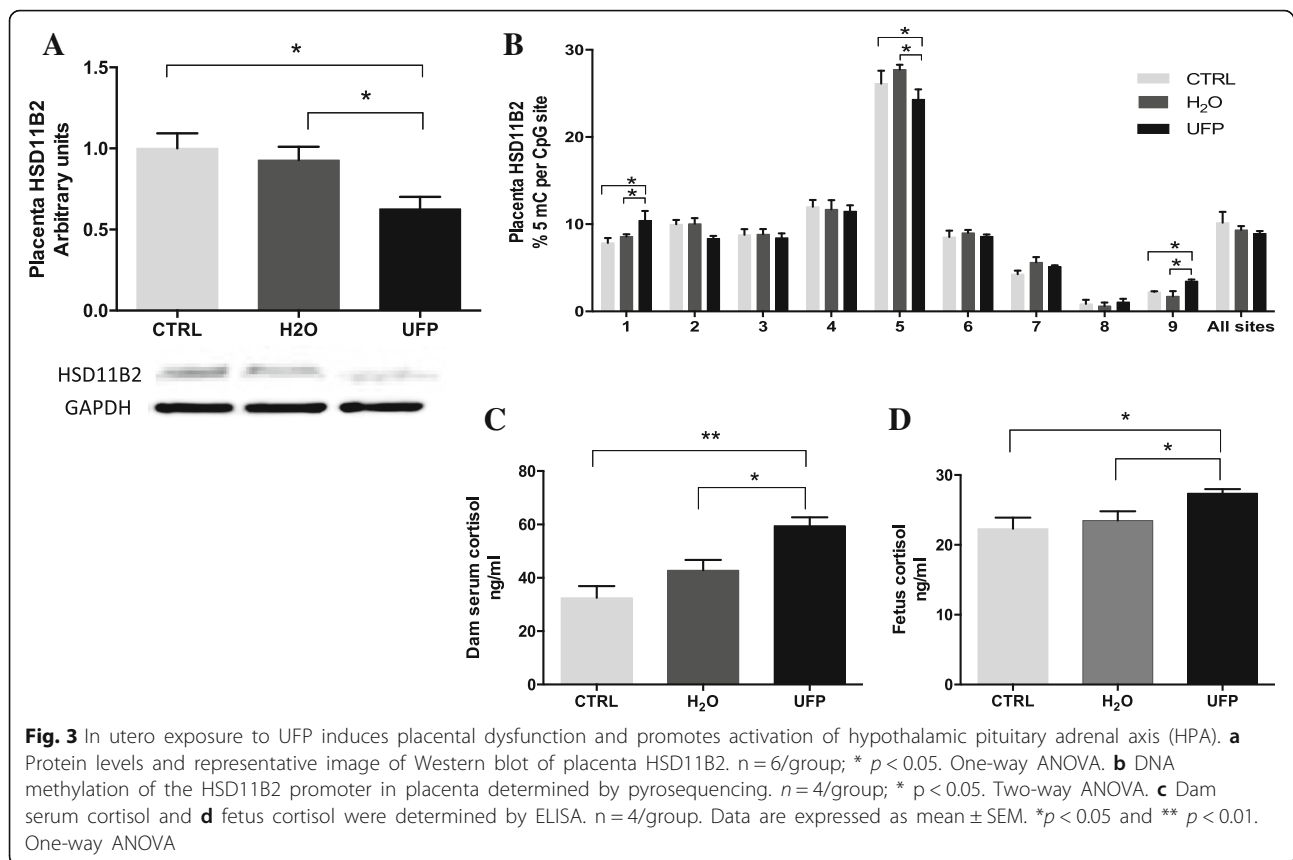 A
Placenta HSD11B2
Arbitrary units
1.5
1.0
0.5
0.0
*
*
CTRL
H2O
UFP
HSD11B2
GAPDH
B
Placenta HSD11B2
% 5 mC per CpG site
30
20
10
0
* *
* *
* *
CTRL
H₂O
UFP
1 2 3 4 5 6 7 8 9 All sites
C
Dam serum cortisol
ng/ml
80
60
40
20
0
**
*
CTRL
H₂O
UFP
D
Fetus cortisol
ng/ml
30
20
10
0
*
*
CTRL
H₂O
UFP
Fig. 3 In utero exposure to UFP induces placental dysfunction and promotes activation of hypothalamic pituitary adrenal axis (HPA). a
Protein levels and representative image of Western blot of placenta HSD11B2. n = 6/group; * p < 0.05. One-way ANOVA. b DNA
methylation of the HSD11B2 promoter in placenta determined by pyrosequencing. n = 4/group; * p < 0.05. Two-way ANOVA. c Dam
serum cortisol and d fetus cortisol were determined by ELISA. n = 4/group. Data are expressed as mean ± SEM. *p < 0.05 and ** p < 0.01.
One-way ANOVA